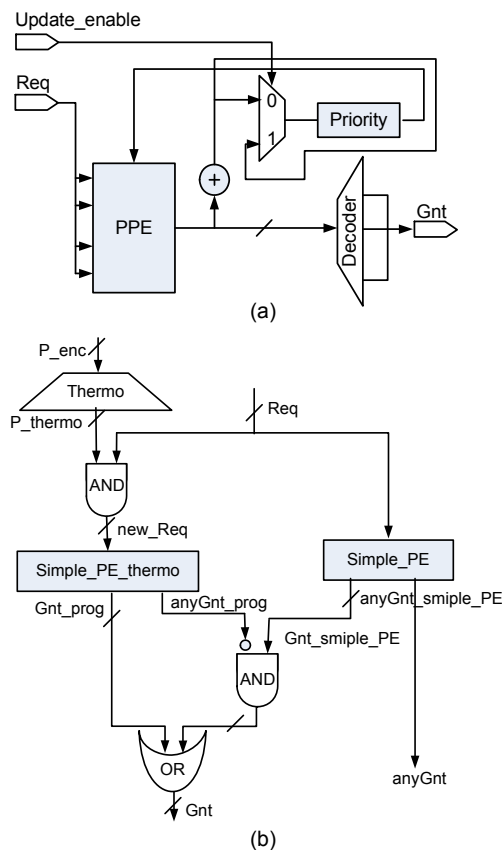 Update_enable
Req
0
1
Priority
+
PPE
Decoder
Gnt
(a)
P_enc
Thermo
P_thermo
Req
AND
new_Req
Simple_PE_thermo
Simple_PE
Gnt_prog
anyGnt_prog
anyGnt_smiple_PE
Gnt_smiple_PE
AND
OR
anyGnt
Gnt
(b)